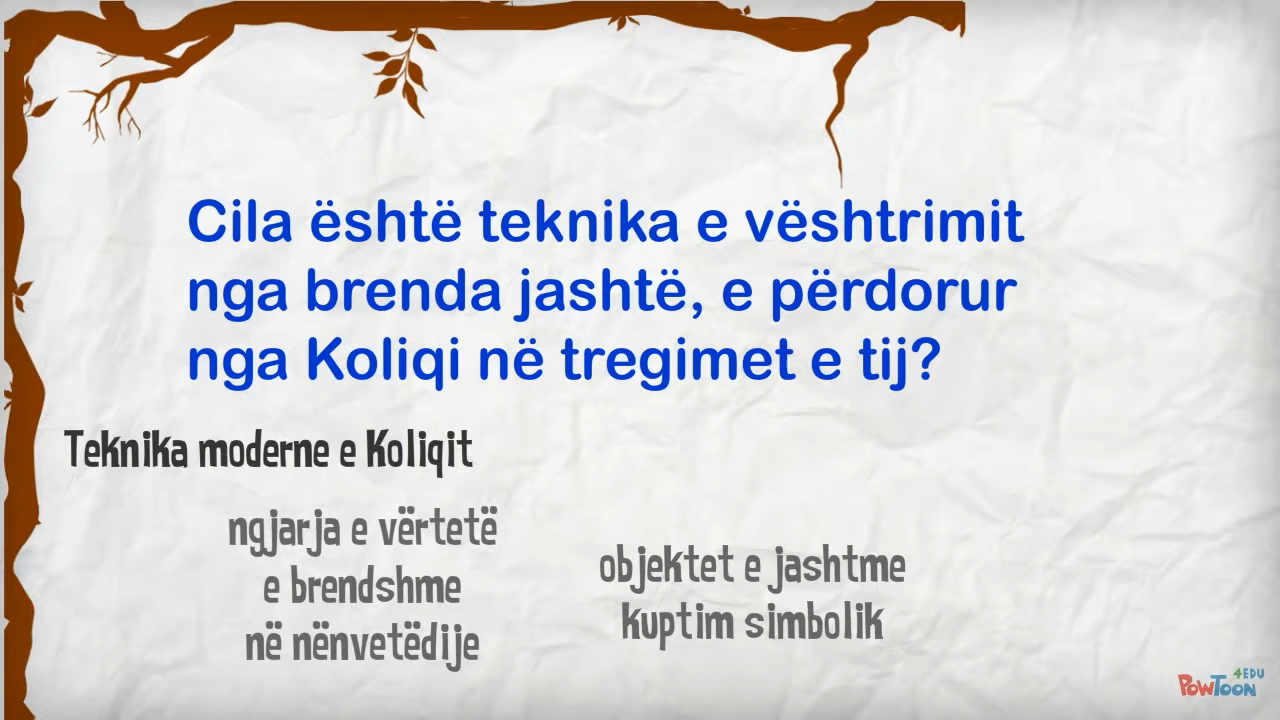 Cila është teknika e vështrimit
nga brenda jashtë, e përdorur
nga Koliqi në tregimet e tij?
Teknika moderne e Koliqit
ngjarja e vërtetë
e brendshme
në nënvetëdije
objektet e jashtme
kuptim simbolik
4EDU
POWTOON